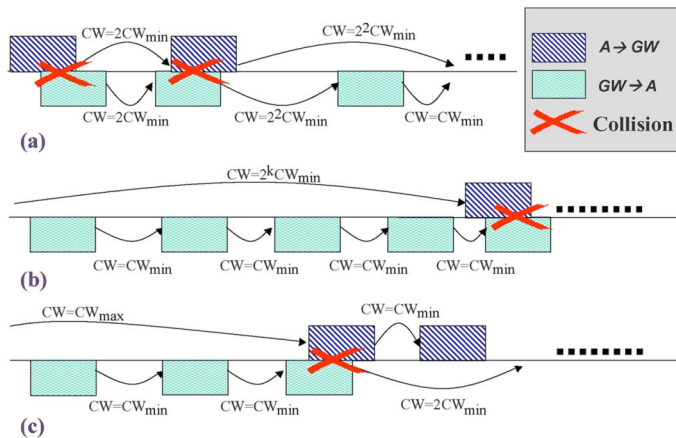 CW=2CWmin CW=2²CWmin
CW=2CWmin CW=2²CWmin CW=CWmin
(a)
A→ GW
GW→ A
Collision
CW=2ᵏCWmin
CW=CWmin CW=CWmin CW=CWmin CW=CWmin
(b)
CW=CWmax CW=CWmin
CW=CWmin CW=CWmin CW=2CWmin
(c)